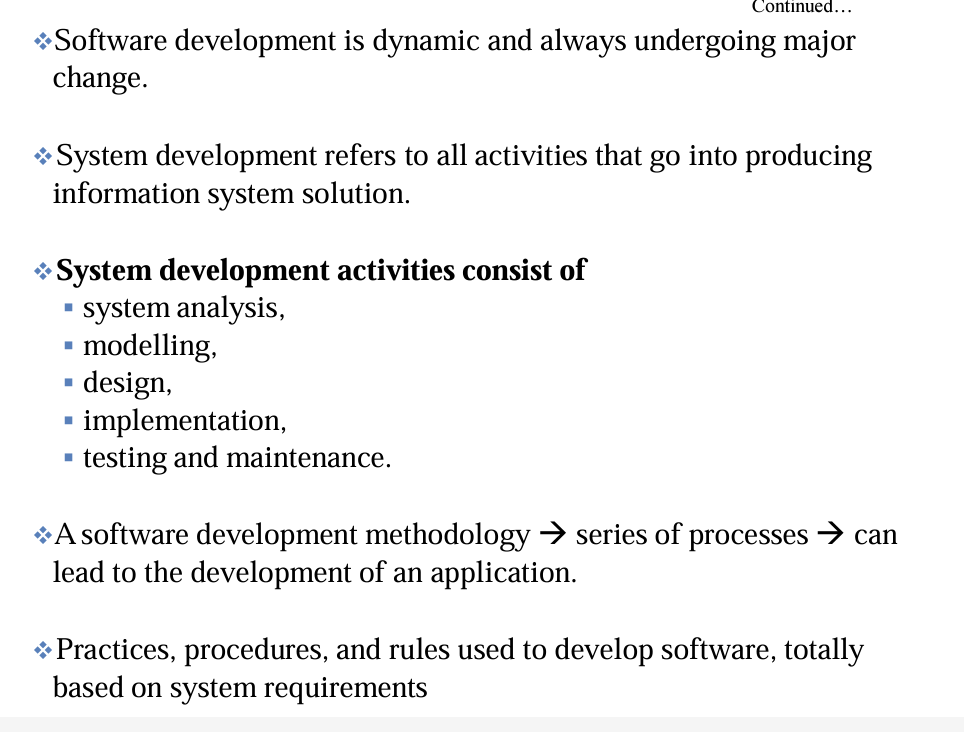 Continued…
❖Software development is dynamic and always undergoing major
change.
❖System development refers to all activities that go into producing
information system solution.
❖System development activities consist of
▪ system analysis,
▪ modelling,
▪ design,
▪ implementation,
▪ testing and maintenance.
❖A software development methodology → series of processes → can
lead to the development of an application.
❖Practices, procedures, and rules used to develop software, totally
based on system requirements